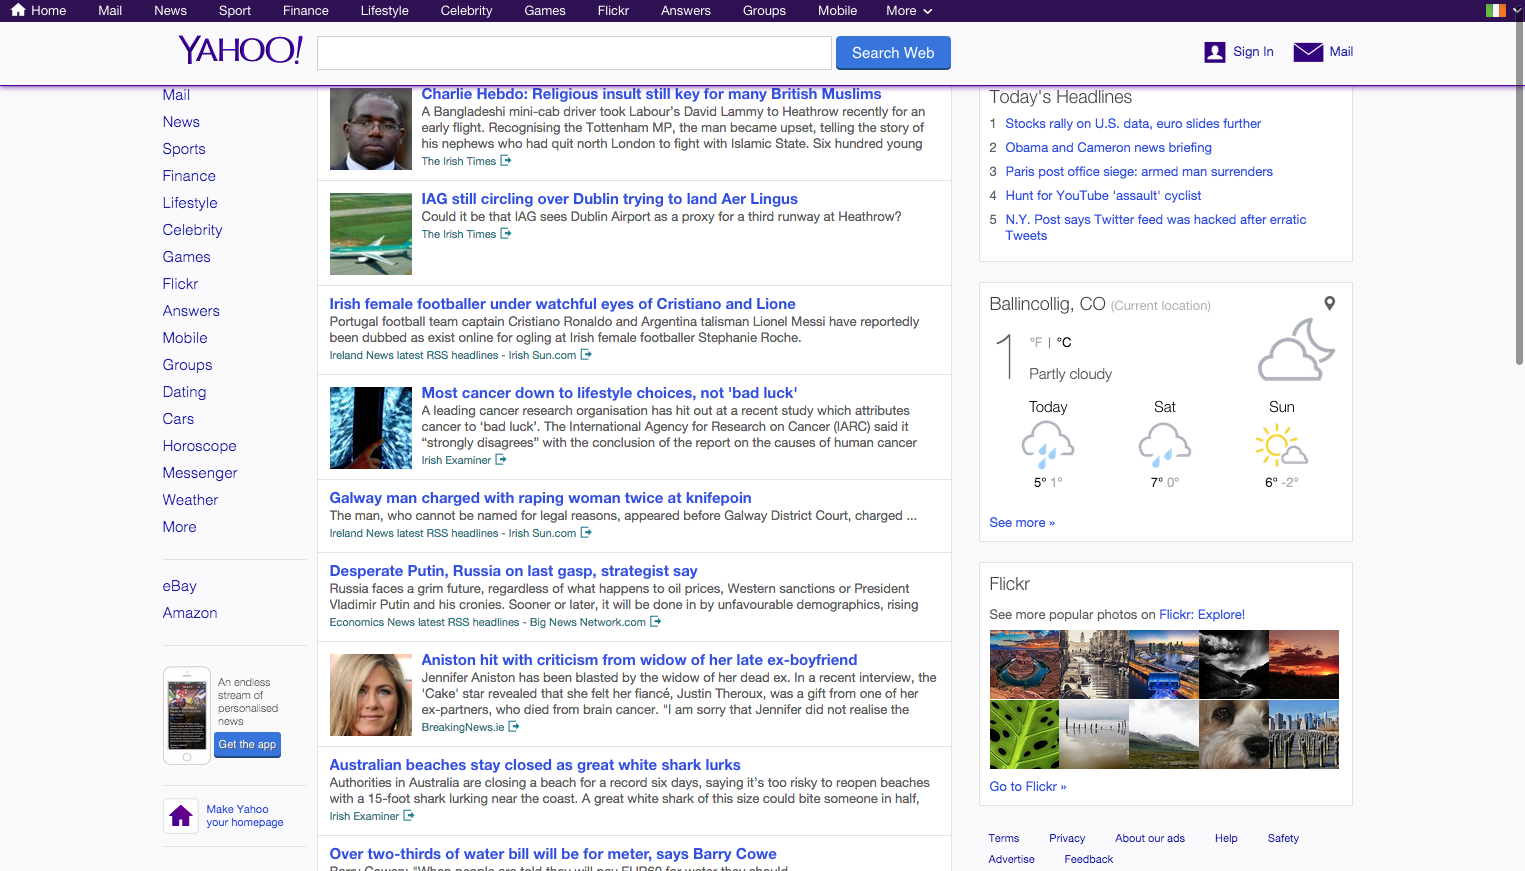 Home Mail News Sport Finance Lifestyle Celebrity Games Flickr Answers Groups Mobile More
YAHOO!
Search Web
Sign In
Mail
Mail
News
Sports
Finance
Lifestyle
Celebrity
Games
Flickr
Answers
Mobile
Groups
Dating
Cars
Horoscope
Messenger
Weather
More
eBay
Amazon
An endless
stream of
personalised
news
Get the app
Make Yahoo
your homepage
Charlie Hebdo: Religious insult still key for many British Muslims
A Bangladeshi mini-cab driver took Labour's David Lammy to Heathrow recently for an
early flight. Recognising the Tottenham MP, the man became upset, telling the story of
his nephews who had quit north London to fight with Islamic State. Six hundred young
The Irish Times
IAG still circling over Dublin trying to land Aer Lingus
Could it be that IAG sees Dublin Airport as a proxy for a third runway at Heathrow?
The Irish Times
Irish female footballer under watchful eyes of Cristiano and Lione
Portugal football team captain Cristiano Ronaldo and Argentina talisman Lionel Messi have reportedly
been dubbed as exist online for ogling at Irish female footballer Stephanie Roche.
Ireland News latest RSS headlines - Irish Sun.com
Most cancer down to lifestyle choices, not 'bad luck'
A leading cancer research organisation has hit out at a recent study which attributes
cancer to ‘bad luck’. The International Agency for Research on Cancer (IARC) said it
“strongly disagrees” with the conclusion of the report on the causes of human cancer
Irish Examiner
Galway man charged with raping woman twice at knifepoin
The man, who cannot be named for legal reasons, appeared before Galway District Court, charged ...
Ireland News latest RSS headlines - Irish Sun.com
Desperate Putin, Russia on last gasp, strategist say
Russia faces a grim future, regardless of what happens to oil prices, Western sanctions or President
Vladimir Putin and his cronies. Sooner or later, it will be done in by unfavourable demographics, rising
Economics News latest RSS headlines - Big News Network.com
Aniston hit with criticism from widow of her late ex-boyfriend
Jennifer Aniston has been blasted by the widow of her dead ex. In a recent interview, the
'Cake' star revealed that she felt her fiancé, Justin Theroux, was a gift from one of her
ex-partners, who died from brain cancer. "I am sorry that Jennifer did not realise the
BreakingNews.ie
Australian beaches stay closed as great white shark lurks
Authorities in Australia are closing a beach for a record six days, saying it’s too risky to reopen beaches
with a 15-foot shark lurking near the coast. A great white shark of this size could bite someone in half,
Irish Examiner
Over two-thirds of water bill will be for meter, says Barry Cowe
Barry Cowen: "When people are told they will pay EUR60 for water they should
Today's Headlines
1 Stocks rally on U.S. data, euro slides further
2 Obama and Cameron news briefing
3 Paris post office siege: armed man surrenders
4 Hunt for YouTube 'assault' cyclist
5 N.Y. Post says Twitter feed was hacked after erratic
Tweets
Ballincollig, CO (Current location)
1 °F | °C
Partly cloudy
Today Sat Sun
5° 1° 7° 0° 6° -2°
See more »
Flickr
See more popular photos on Flickr: Explore!
Go to Flickr »
Terms Privacy About our ads Help Safety
Advertise Feedback